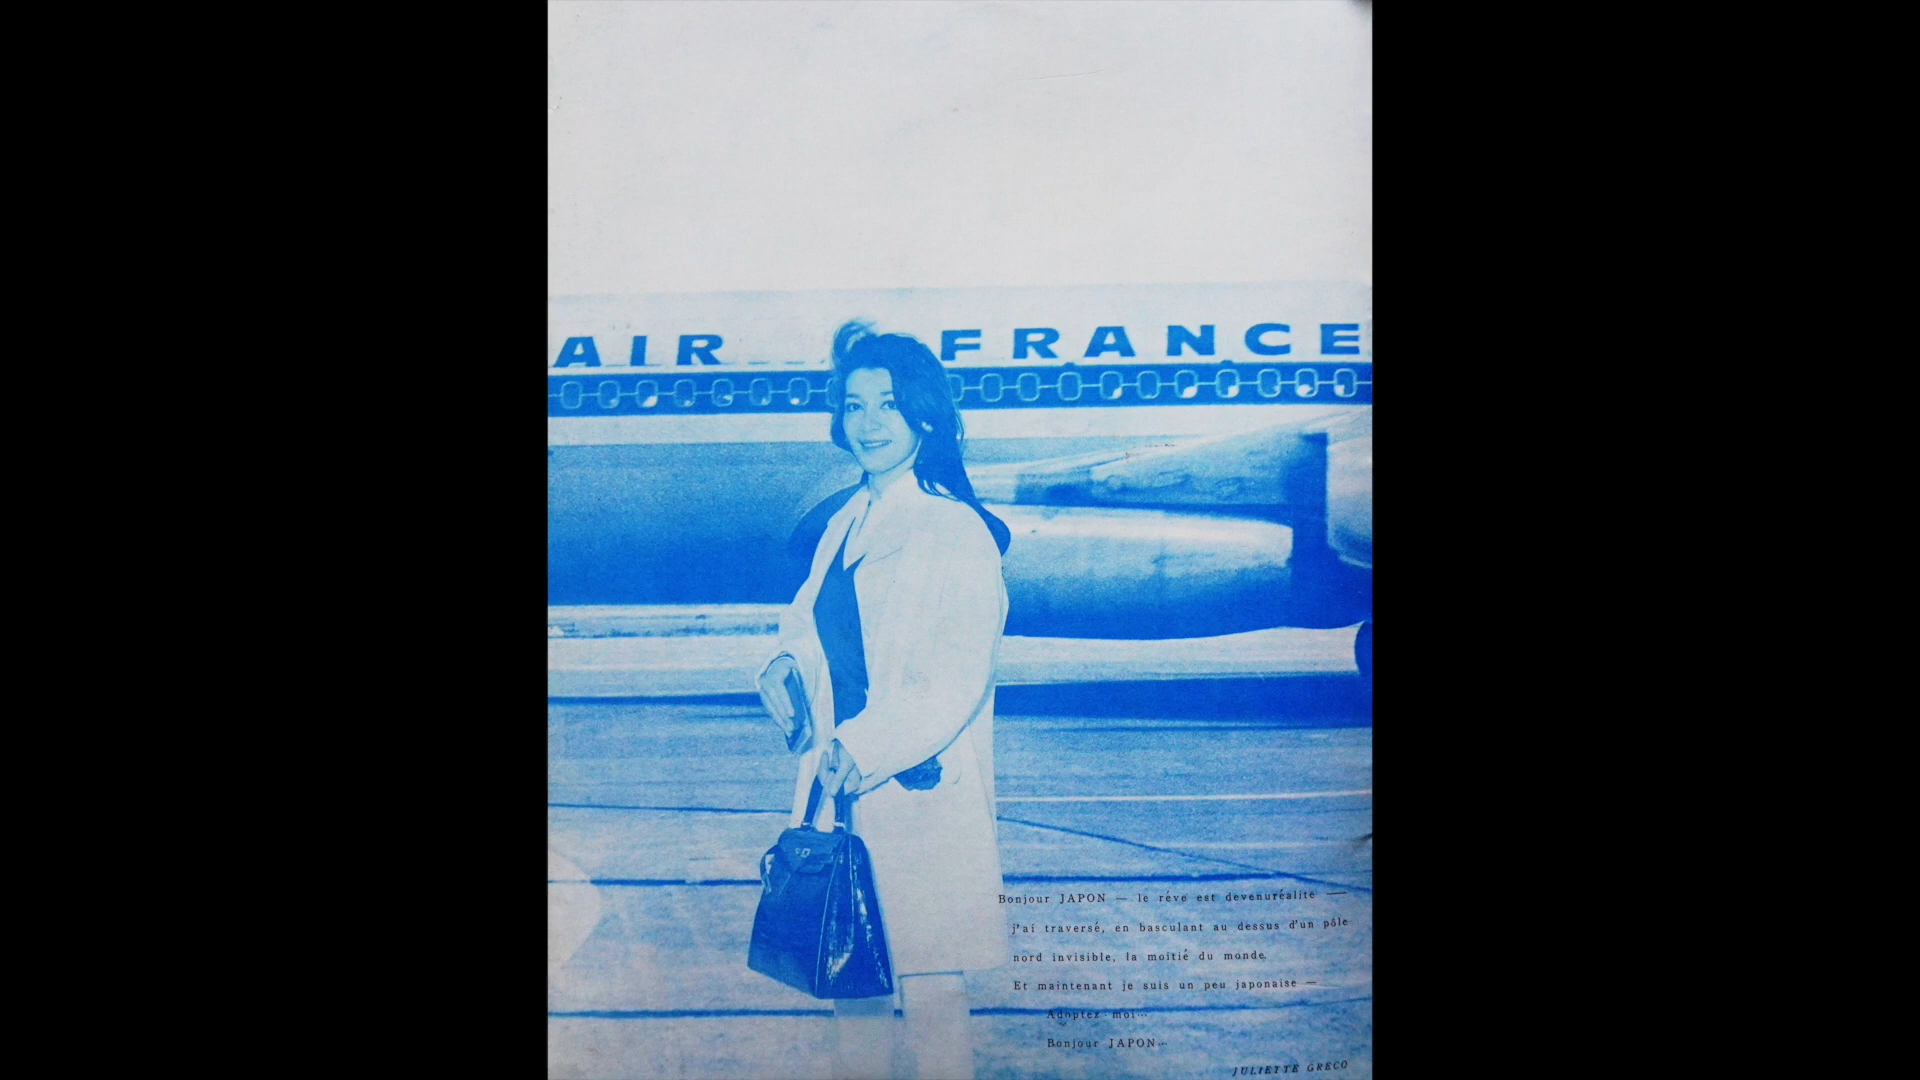 AIR FRANCE
Bonjour JAPON — le réve est devenuréalite —
j'ai traversé, en basculant au dessus d'un pôle
nord invisible, la moitié du monde.
Et maintenant je suis un peu japonaise —
Adoptez moi…
Bonjour JAPON…
JULIETTE GRECO